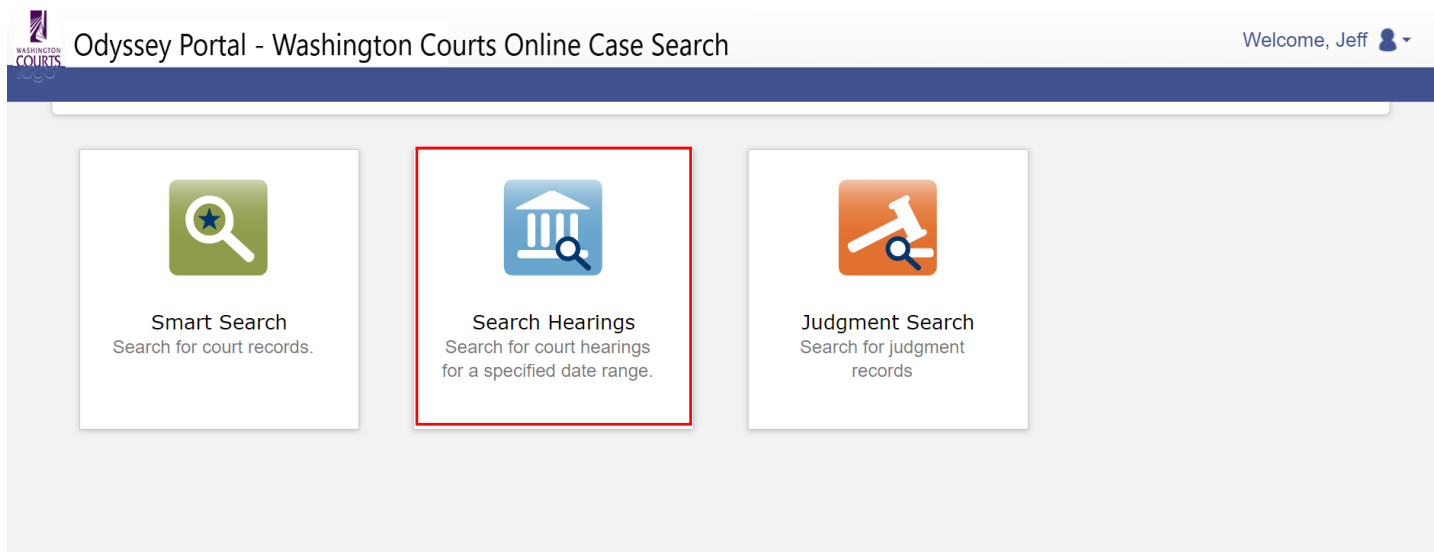 WASHINGTON
COURTS
logo
Odyssey Portal - Washington Courts Online Case Search
Welcome, Jeff
Smart Search
Search for court records.
Search Hearings
Search for court hearings
for a specified date range.
Judgment Search
Search for judgment
records